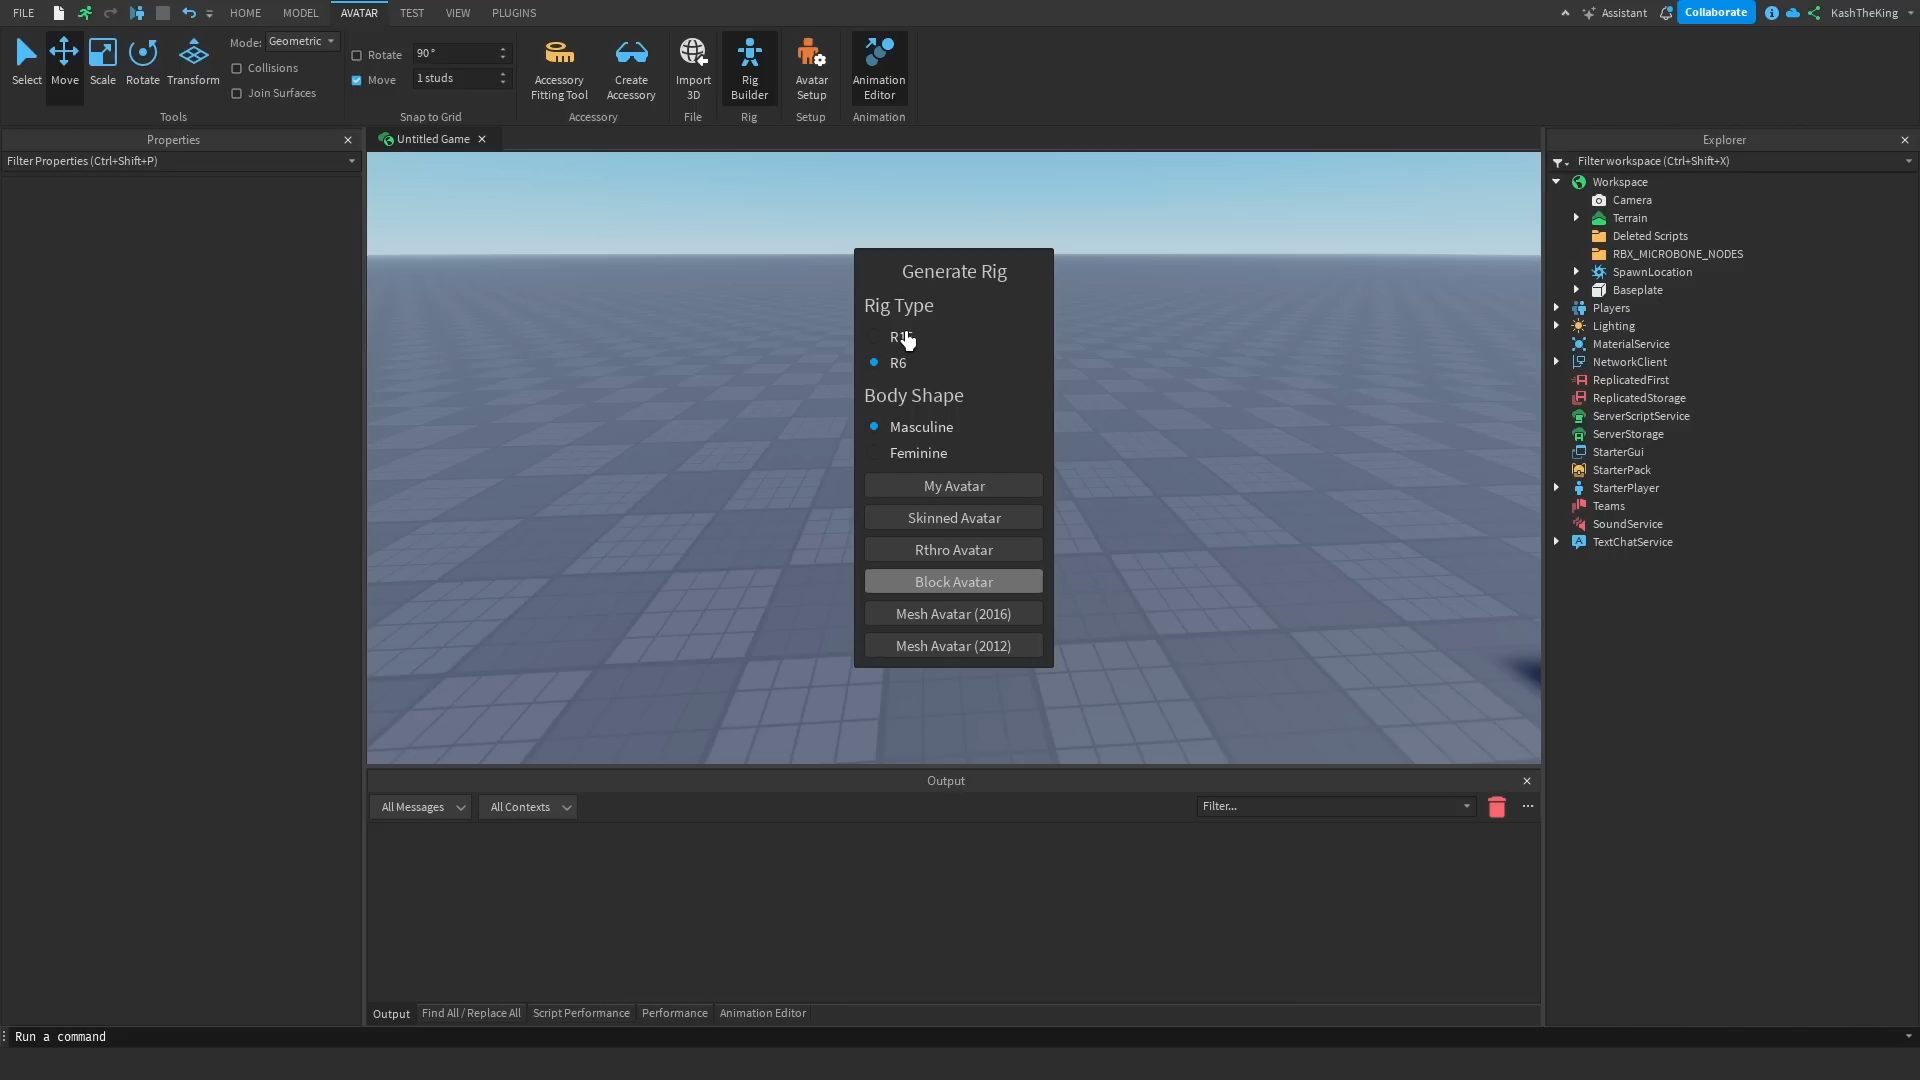 FILE
HOME
MODEL
AVATAR
TEST
VIEW
PLUGINS
Assistant
Collaborate
KashTheKing
Select
Move
Scale
Rotate
Transform
Mode:
Geometric
Collisions
Join Surfaces
Tools
Rotate
90°
Move
1 studs
Snap to Grid
Accessory
Fitting Tool
Create
Accessory
Accessory
Import
3D
File
Rig
Builder
Rig
Avatar
Setup
Setup
Animation
Editor
Animation
Properties
Filter Properties (Ctrl+Shift+P)
Untitled Game
Generate Rig
Rig Type
R6
Body Shape
Masculine
Feminine
My Avatar
Skinned Avatar
Rthro Avatar
Block Avatar
Mesh Avatar (2016)
Mesh Avatar (2012)
Explorer
Filter workspace (Ctrl+Shift+X)
Workspace
Camera
Terrain
Deleted Scripts
RBX_MICROBONE_NODES
SpawnLocation
Baseplate
Players
Lighting
MaterialService
NetworkClient
ReplicatedFirst
ReplicatedStorage
ServerScriptService
ServerStorage
StarterGui
StarterPack
StarterPlayer
Teams
SoundService
TextChatService
Output
All Messages
All Contexts
Filter...
Output
Find All / Replace All
Script Performance
Performance
Animation Editor
Run a command